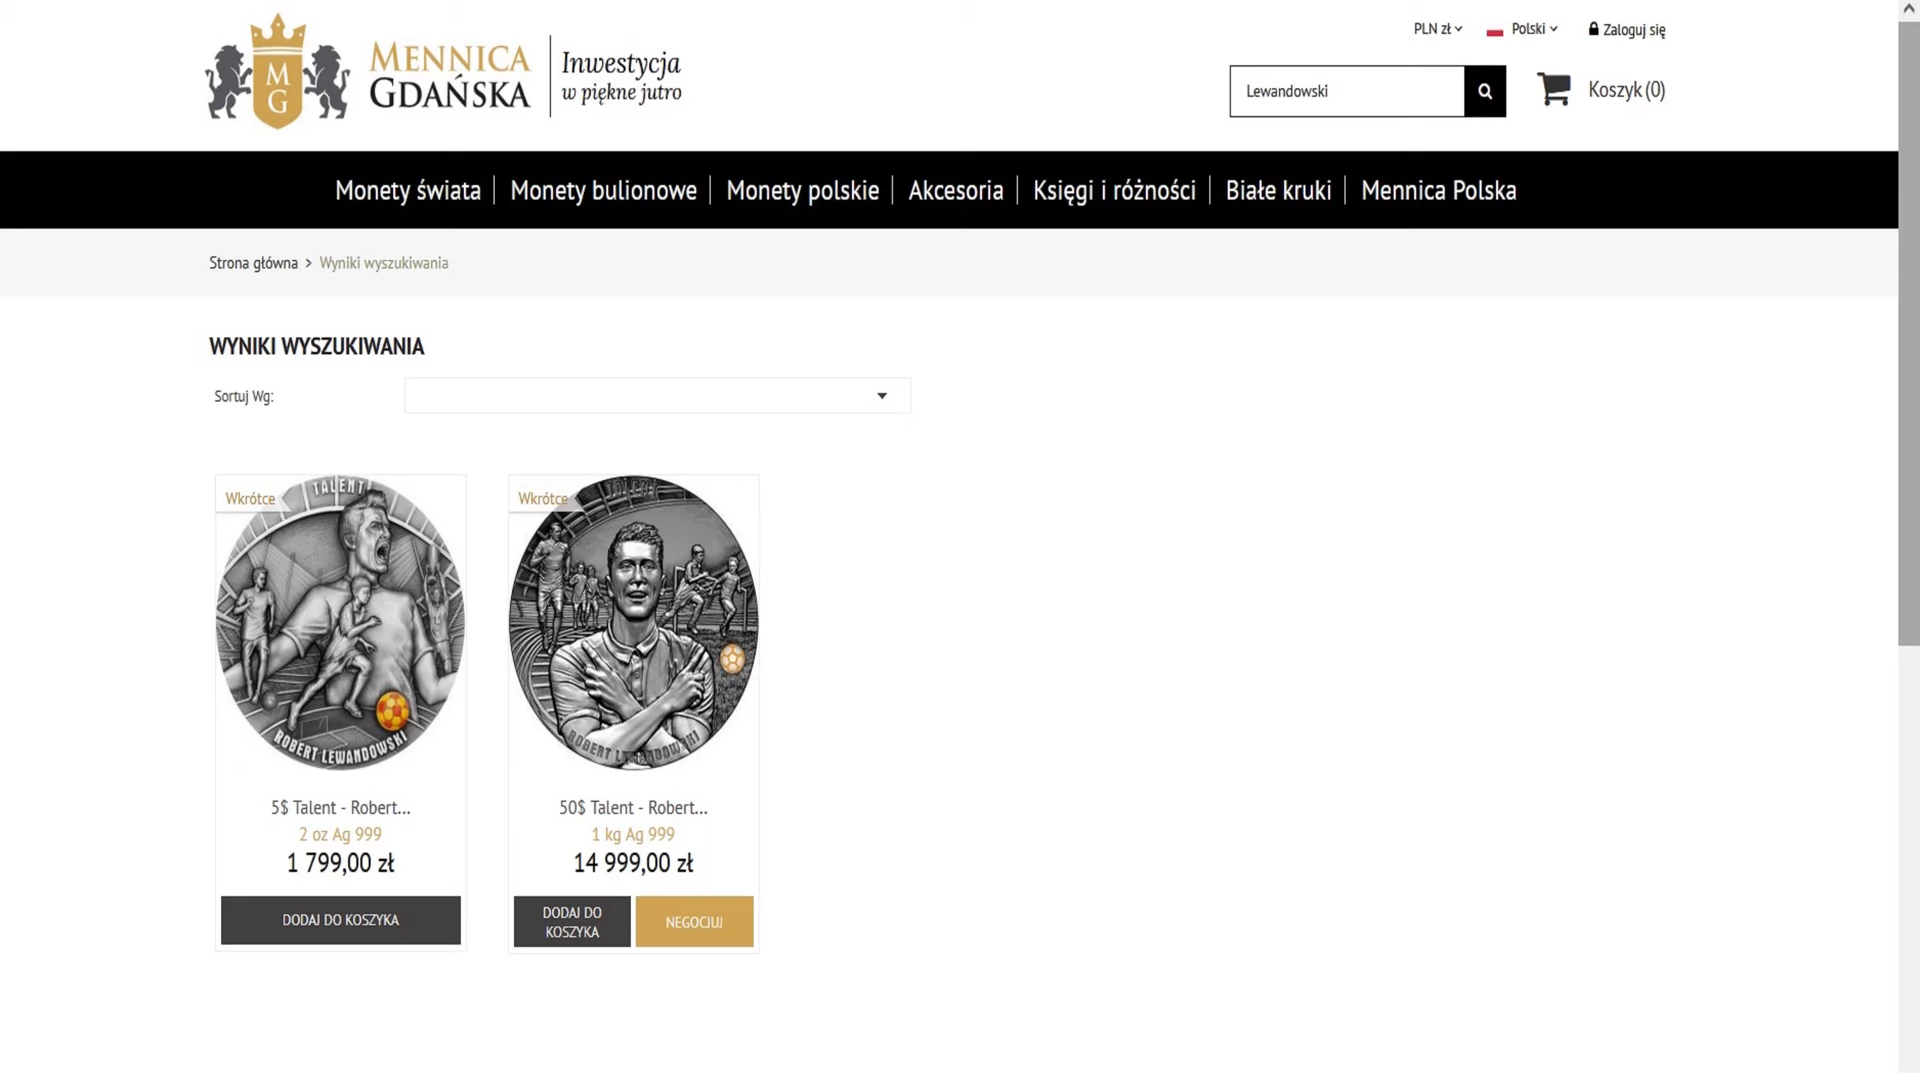 M
G
MENNICA
GDAŃSKA
Inwestycja
w piękne jutro
PLN zł
Polski
Zaloguj się
Lewandowski
Koszyk (0)
Monety świata
Monety bulionowe
Monety polskie
Akcesoria
Księgi i różności
Białe kruki
Mennica Polska
Strona główna > Wyniki wyszukiwania
WYNIKI WYSZUKIWANIA
Sortuj Wg:
Wkrótce
TALENT
ROBERT LEWANDOWSKI
5$ Talent - Robert...
2 oz Ag 999
1 799,00 zł
DODAJ DO KOSZYKA
Wkrótce
TALENT
ROBERT LEWANDOWSKI
50$ Talent - Robert...
1 kg Ag 999
14 999,00 zł
DODAJ DO
KOSZYKA
NEGOCJUJ